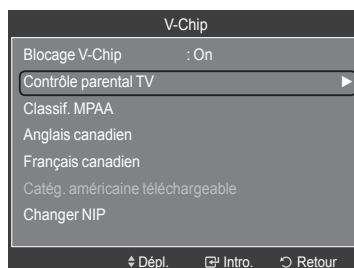 V-Chip
Blocage V-Chip : On
Contrôle parental TV
Classif. MPAA
Anglais canadien
Français canadien
Catég. américaine téléchargeable
Changer NIP
Dépl. Intro. Retour